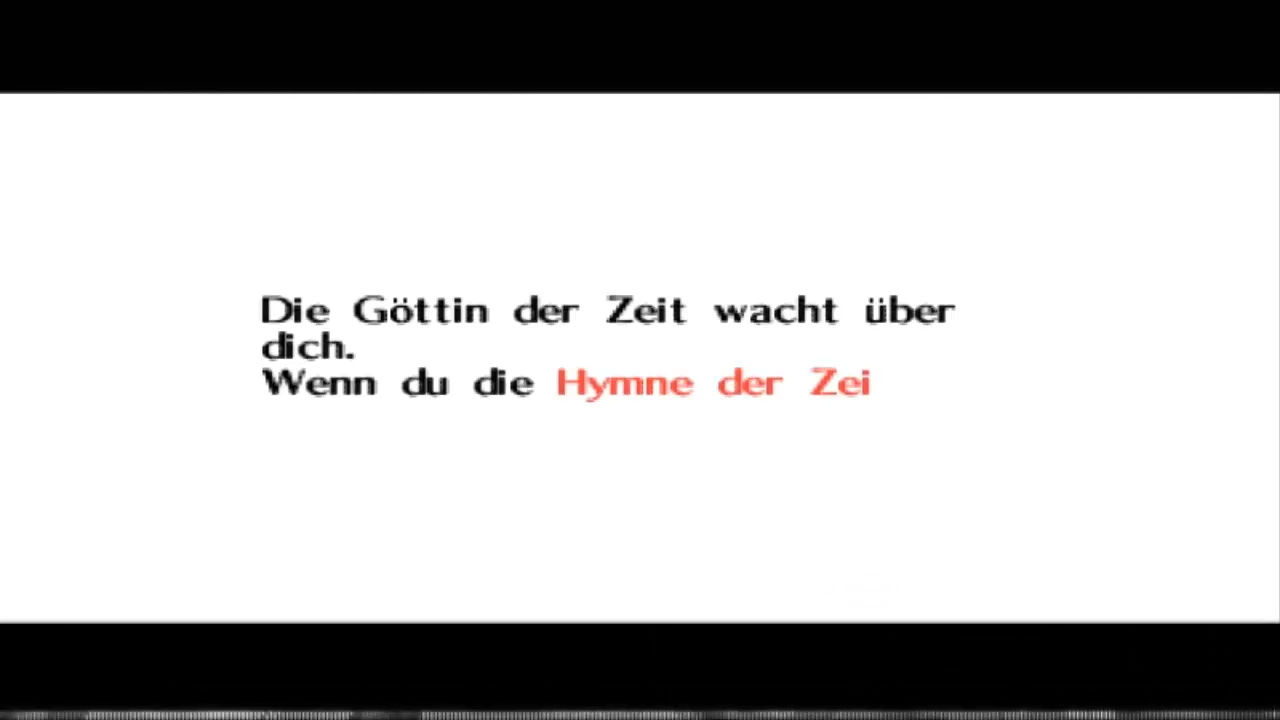 Die Göttin der Zeit wacht über
dich.
Wenn du die Hymne der Zei